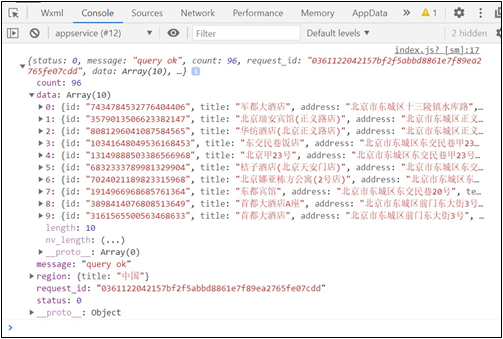 Wxml Console Sources Network Performance Memory AppData 1
appservice (#12) Filter Default levels 2 hidden
index.js? [sm]:17
{status: 0, message: "query ok", count: 96, request_id: "0361122042157bf2f5abbd8861e7f89ea2
765fe07cdd", data: Array(10), …}
count: 96
data: Array(10)
0: {id: "7434784532776404406", title: "军都大酒店", address: "北京市东城区十三陵镇水库路",…
1: {id: "3579013506623382147", title: "北京瑞安宾馆(正义路店)", address: "北京市东城区正义…
2: {id: "8081296041087584565", title: "华纺酒店(北京正义路店)", address: "北京市东城区正义…
3: {id: "10341648049536168453", title: "东交民巷饭店", address: "北京市东城区东交民巷甲23…
4: {id: "13149888503386566968", title: "北京甲23号", address: "北京市东城区东交民巷甲23号…
5: {id: "6832333789981329904", title: "桔子酒店(北京天安门店)", address: "北京市东城区东交…
6: {id: "7024021189823315968", title: "北京娜亚栋方公寓(2号店)", address: "北京市东城区东…
7: {id: "1914966968685761364", title: "东都宾馆", address: "北京市东城区东交民巷20号", te…
8: {id: "3898414076808513649", title: "首都大酒店A座", address: "北京市东城区前门东大街3号…
9: {id: "3161565500563468633", title: "首都大酒店", address: "北京市东城区前门东大街3号",…
length: 10
nv_length: (...)
__proto__: Array(0)
message: "query ok"
region: {title: "中国"}
request_id: "0361122042157bf2f5abbd8861e7f89ea2765fe07cdd"
status: 0
__proto__: Object